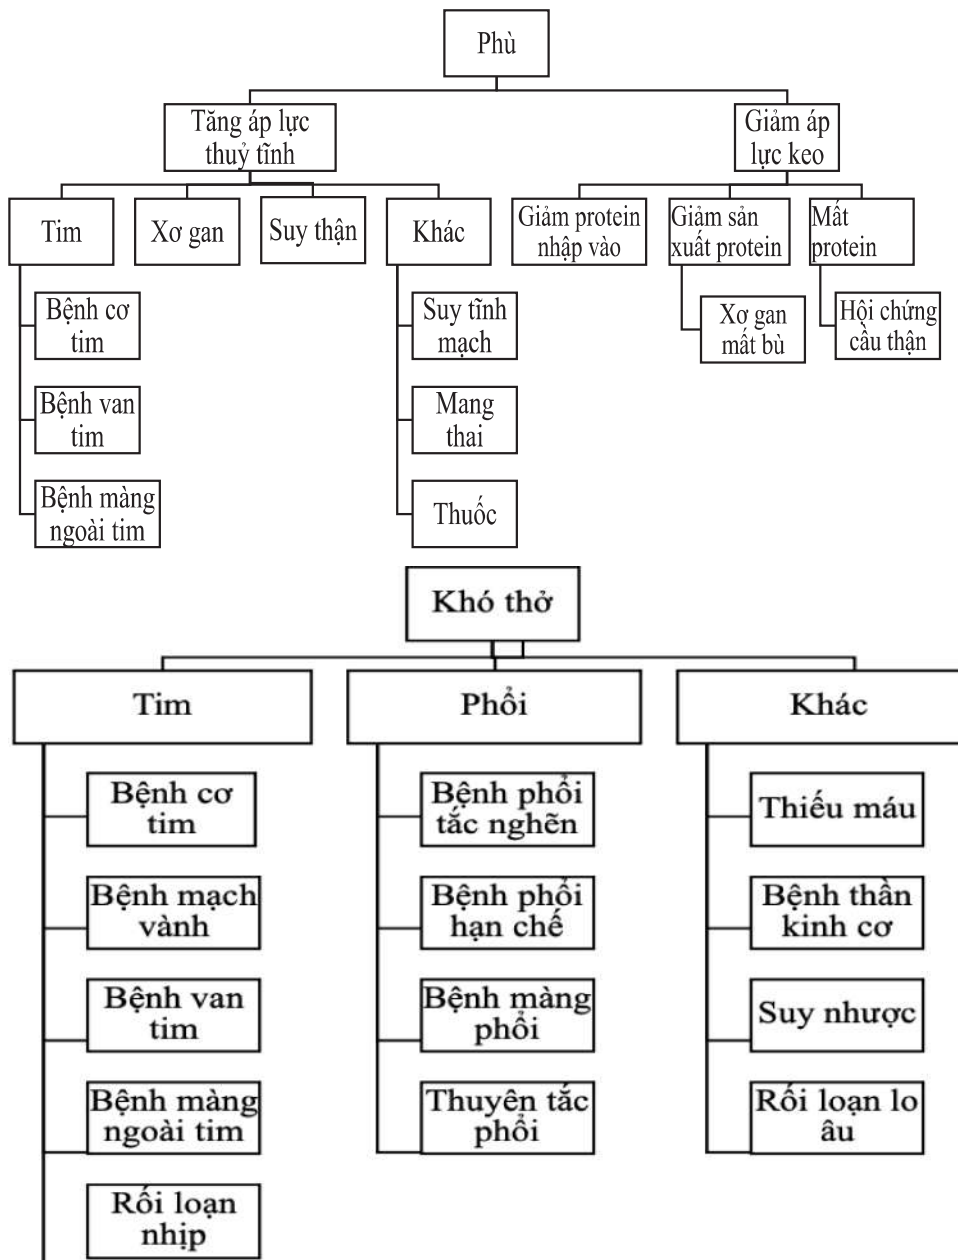 Phù
Tăng áp lực
thuỷ tĩnh
Giảm áp
lực keo
Tim
Xơ gan
Suy thận
Khác
Giảm protein
nhập vào
Giảm sản
xuất protein
Mất
protein
Bệnh cơ
tim
Bệnh van
tim
Bệnh màng
ngoài tim
Suy tĩnh
mạch
Mang
thai
Thuốc
Xơ gan
mất bù
Hội chứng
cầu thận
Khó thở
Tim
Phổi
Khác
Bệnh cơ
tim
Bệnh mạch
vành
Bệnh van
tim
Bệnh màng
ngoài tim
Rối loạn
nhịp
Bệnh phổi
tắc nghẽn
Bệnh phổi
hạn chế
Bệnh màng
phổi
Thuyên tắc
phổi
Thiếu máu
Bệnh thần
kinh cơ
Suy nhược
Rối loạn lo
âu